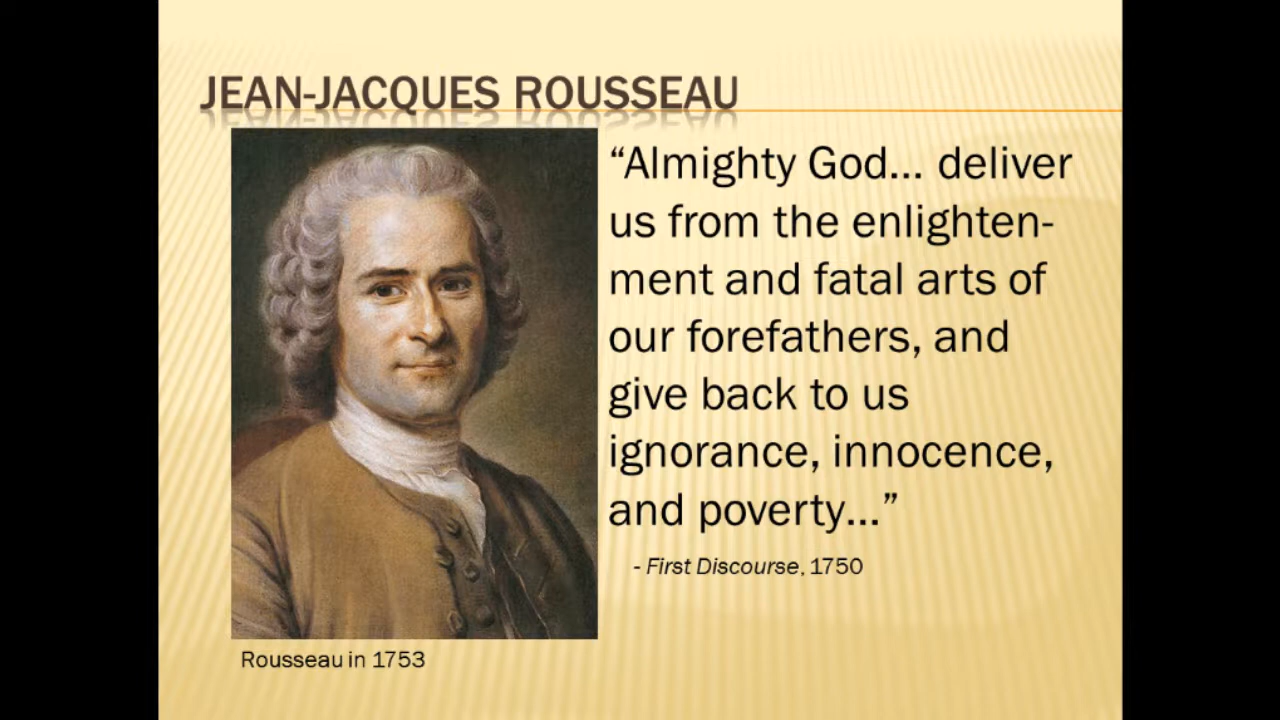 JEAN-JACQUES ROUSSEAU
“Almighty God... deliver
us from the enlighten-
ment and fatal arts of
our forefathers, and
give back to us
ignorance, innocence,
and poverty...”
- First Discourse, 1750
Rousseau in 1753